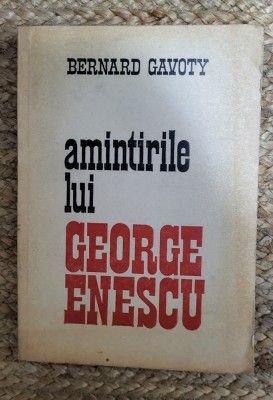 BERNARD GAVOTY
amintirile
lui
GEORGE
ENESCU